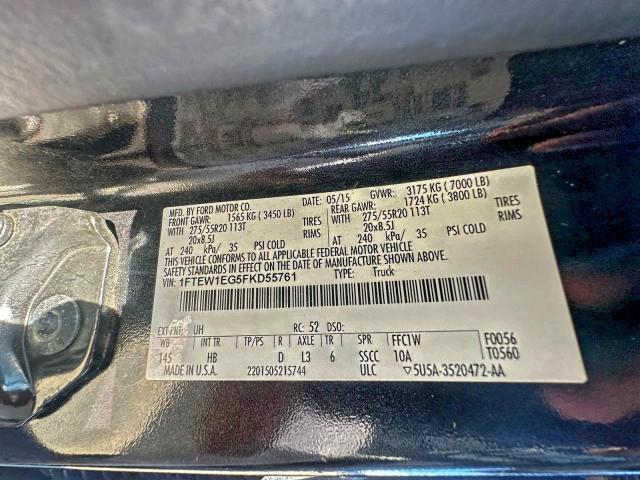 MFD. BY FORD MOTOR CO.
DATE: 05/15 GVWR: 3175 KG ( 7000 LB)
FRONT GAWR: 1565 KG ( 3450 LB) REAR GAWR: 1724 KG ( 3800 LB)
WITH 275/55R20 113T TIRES WITH 275/55R20 113T TIRES
20x8.5J RIMS 20x8.5J RIMS
AT 240 kPa/ 35 PSI COLD AT 240 kPa/ 35 PSI COLD
THIS VEHICLE CONFORMS TO ALL APPLICABLE FEDERAL MOTOR VEHICLE
SAFETY STANDARDS IN EFFECT ON THE DATE OF MANUFACTURE SHOWN ABOVE.
VIN: 1FTEW1EG5FKD55761 TYPE: Truck
EXT PNT: UH RC: 52 DSO:
WB INT TR TP/PS R AXLE TR SPR FFC1W F0056
145 HB D L3 6 SSCC 10A T0560
MADE IN U.S.A. 2201505215744 ULC ▽5U5A-3520472-AA